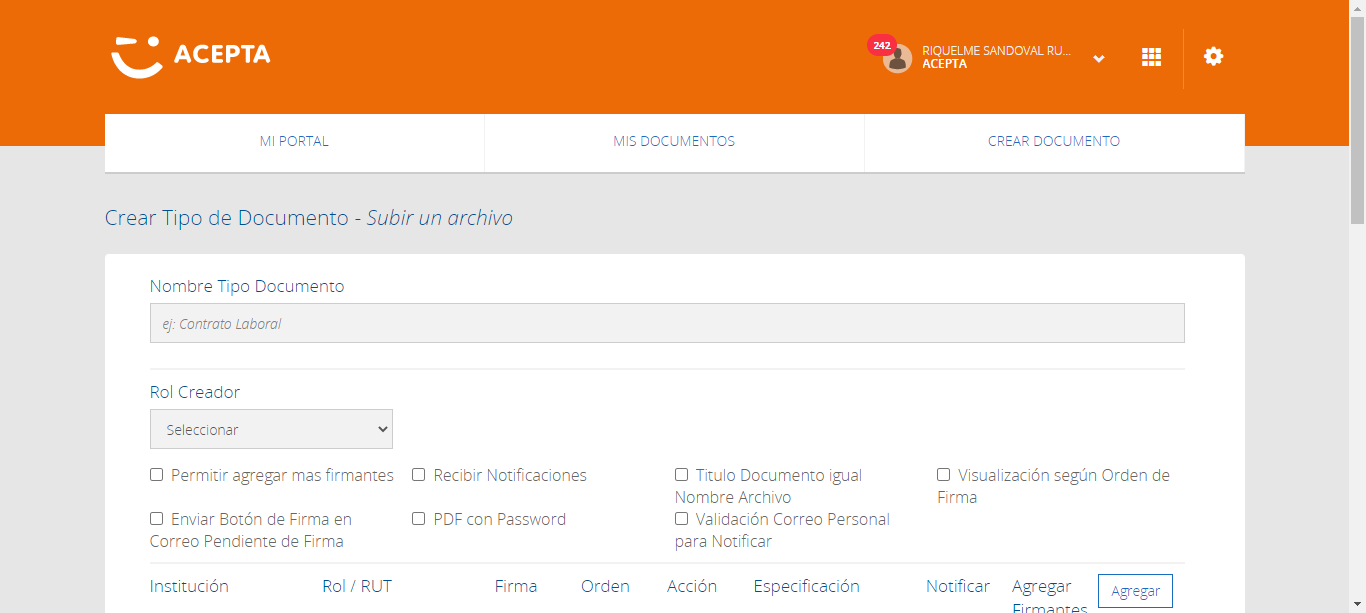 ACEPTA
242
RIQUELME SANDOVAL RU...
ACEPTA
MI PORTAL
MIS DOCUMENTOS
CREAR DOCUMENTO
Crear Tipo de Documento - Subir un archivo
Nombre Tipo Documento
ej: Contrato Laboral
Rol Creador
Seleccionar
Permitir agregar mas firmantes
Recibir Notificaciones
Titulo Documento igual
Nombre Archivo
Visualización según Orden de
Firma
Enviar Botón de Firma en
Correo Pendiente de Firma
PDF con Password
Validación Correo Personal
para Notificar
Institución
Rol / RUT
Firma
Orden
Acción
Especificación
Notificar
Agregar
Firmantes
Agregar